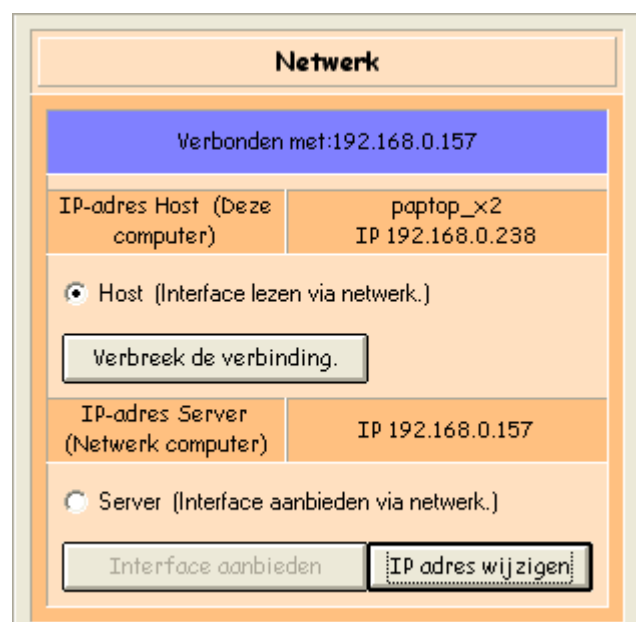 Netwerk
Verbonden met:192.168.0.157
IP-adres Host (Deze
computer)
paptop_x2
IP 192.168.0.238
Host (Interface lezen via netwerk.)
Verbreek de verbinding.
IP-adres Server
(Netwerk computer)
IP 192.168.0.157
Server (Interface aanbieden via netwerk.)
Interface aanbieden
IP adres wijzigen